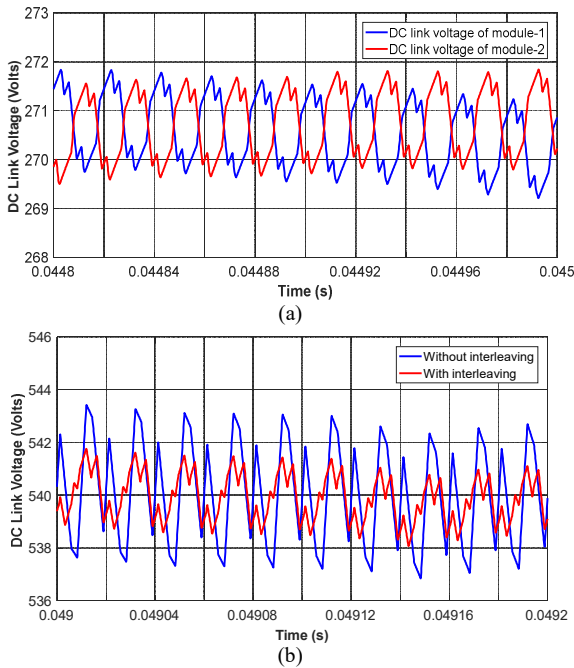 273
DC link voltage of module-1
DC link voltage of module-2
272
271
270
269
268
DC Link Voltage (Volts)
0.0448 0.04484 0.04488 0.04492 0.04496 0.045
Time (s)
(a)
546
Without interleaving
With interleaving
544
542
540
538
536
DC Link Voltage (Volts)
0.049 0.04904 0.04908 0.04912 0.04916 0.0492
Time (s)
(b)